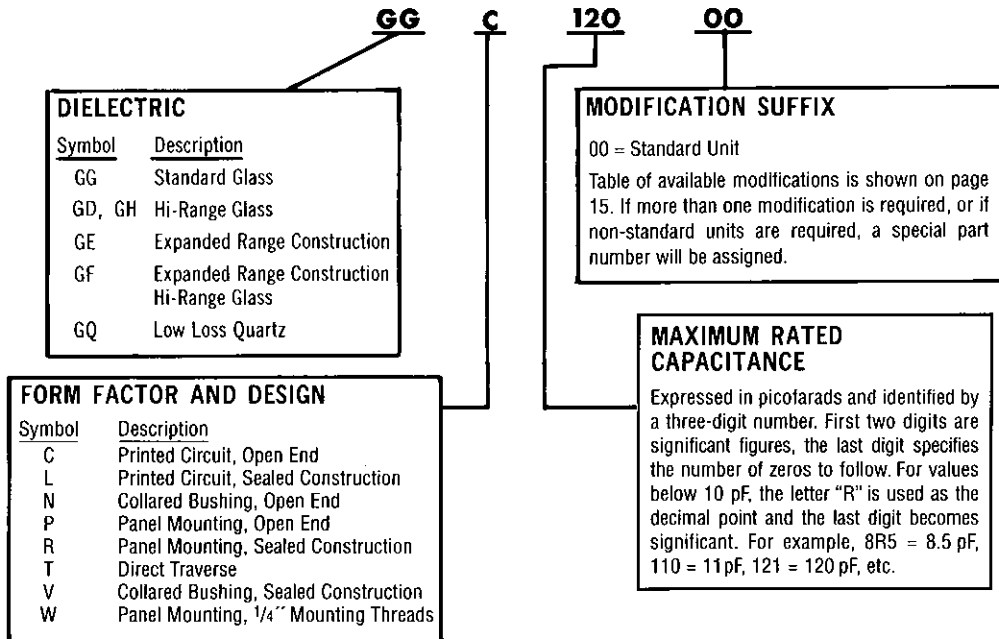 GG C 120 00
DIELECTRIC
Symbol Description
GG Standard Glass
GD, GH Hi-Range Glass
GE Expanded Range Construction
GF Expanded Range Construction
Hi-Range Glass
GQ Low Loss Quartz
MODIFICATION SUFFIX
00 = Standard Unit
Table of available modifications is shown on page
15. If more than one modification is required, or if
non-standard units are required, a special part
number will be assigned.
FORM FACTOR AND DESIGN
Symbol Description
C Printed Circuit, Open End
L Printed Circuit, Sealed Construction
N Collared Bushing, Open End
P Panel Mounting, Open End
R Panel Mounting, Sealed Construction
T Direct Traverse
V Collared Bushing, Sealed Construction
W Panel Mounting, 1/4″ Mounting Threads
MAXIMUM RATED
CAPACITANCE
Expressed in picofarads and identified by
a three-digit number. First two digits are
significant figures, the last digit specifies
the number of zeros to follow. For values
below 10 pF, the letter "R" is used as the
decimal point and the last digit becomes
significant. For example, 8R5 = 8.5 pF,
110 = 11pF, 121 = 120 pF, etc.